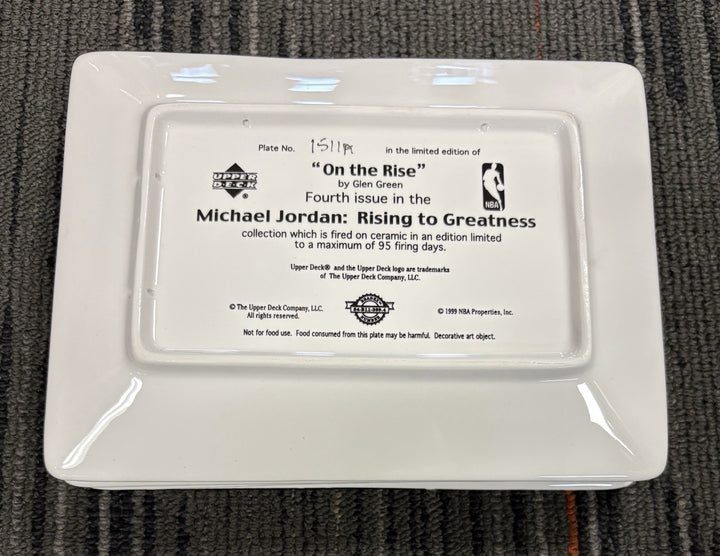 Plate No. 1511A in the limited edition of
"On the Rise"
by Glen Green
UPPER
D·E·C·K
®
NBA
Fourth issue in the
Michael Jordan: Rising to Greatness
collection which is fired on ceramic in an edition limited
to a maximum of 95 firing days.
Upper Deck® and the Upper Deck logo are trademarks
of The Upper Deck Company, LLC.
© The Upper Deck Company, LLC.
All rights reserved.
© 1999 NBA Properties, Inc.
Not for food use. Food consumed from this plate may be harmful. Decorative art object.